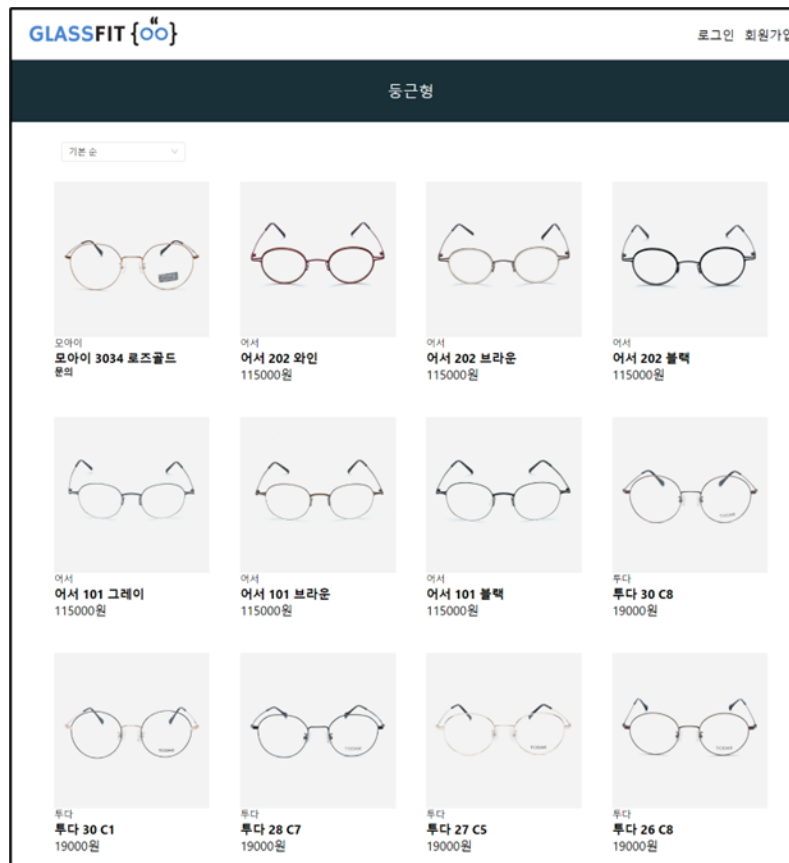 GLASSFIT {oo}
로그인 회원가입
둥근형
기본 순
모아이
모아이 3034 로즈골드
문의
어서
어서 202 와인
115000원
어서
어서 202 브라운
115000원
어서
어서 202 블랙
115000원
어서
어서 101 그레이
115000원
어서
어서 101 브라운
115000원
어서
어서 101 블랙
115000원
투다
투다 30 C8
19000원
투다
투다 30 C1
19000원
투다
투다 28 C7
19000원
투다
투다 27 C5
19000원
투다
투다 26 C8
19000원